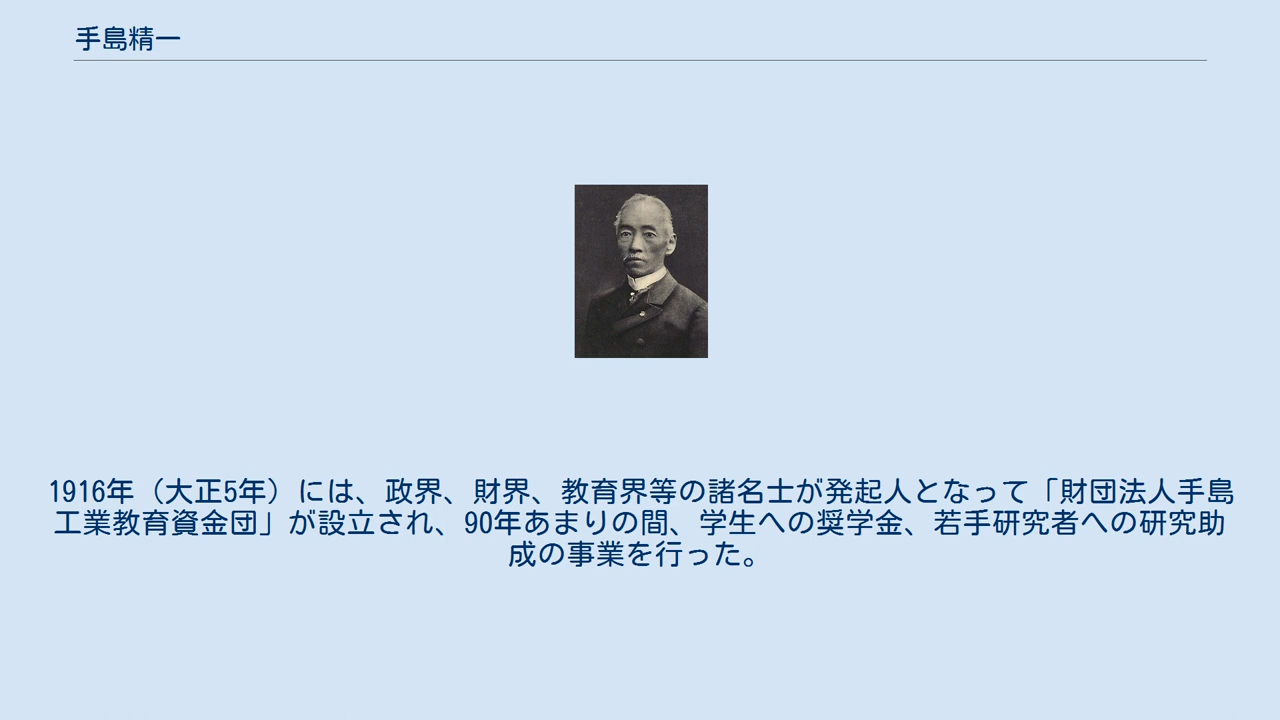 手島精一
1916年（大正5年）には、政界、財界、教育界等の諸名士が発起人となって「財団法人手島
工業教育資金団」が設立され、90年あまりの間、学生への奨学金、若手研究者への研究助
成の事業を行った。